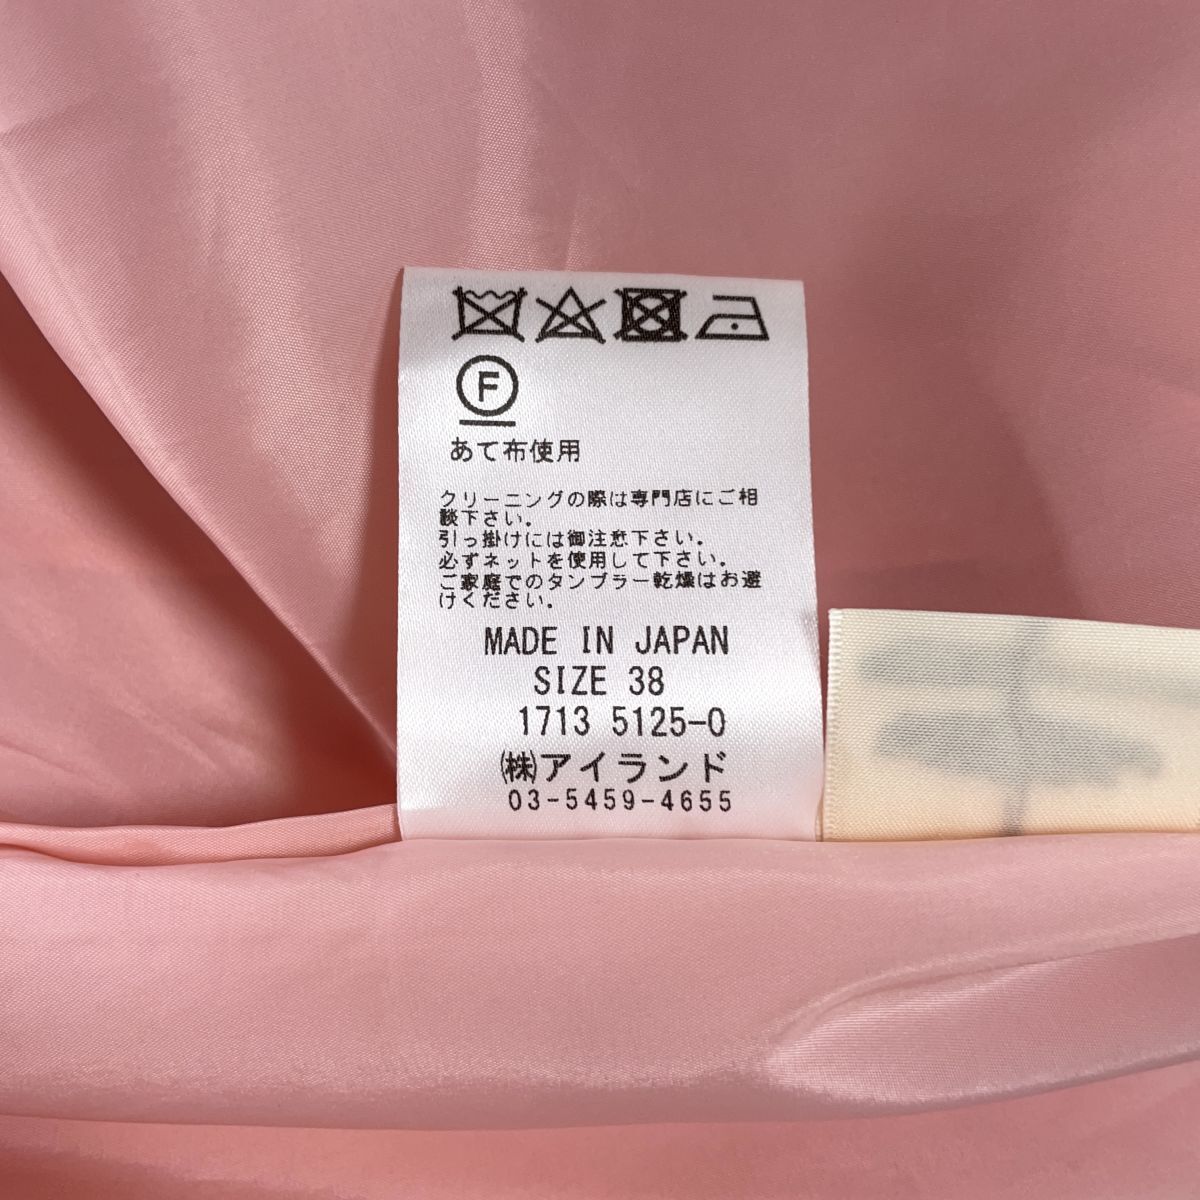 F
あて布使用
クリーニングの際は専門店にご相
談下さい。
引っ掛けには御注意下さい。
必ずネットを使用して下さい。
ご家庭でのタンブラー乾燥はお避
けください。
MADE IN JAPAN
SIZE 38
1713 5125-0
(株)アイランド
03-5459-4655